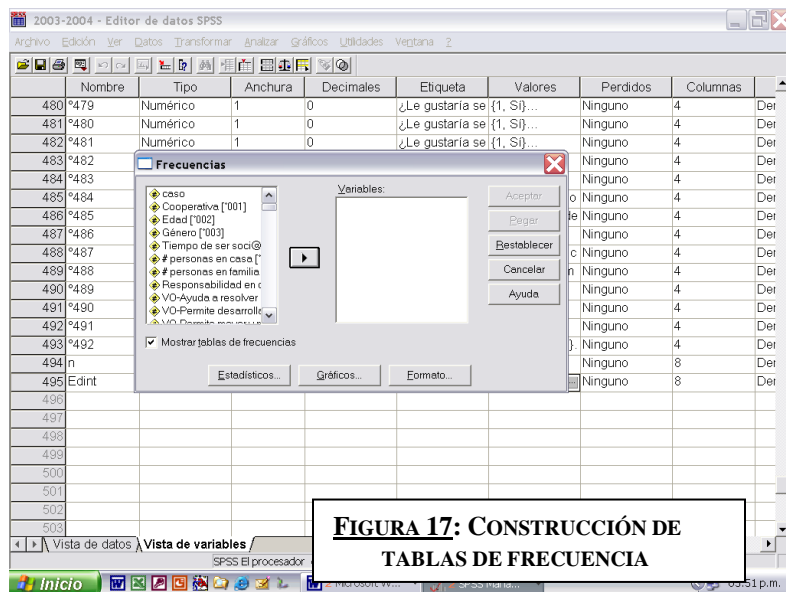 2003-2004 - Editor de datos SPSS
Archivo Edición Ver Datos Transformar Analizar Gráficos Utilidades Ventana ?
Nombre Tipo Anchura Decimales Etiqueta Valores Perdidos Columnas
480 °479 Numérico 1 0 ¿Le gustaría se {1, Sí}... Ninguno 4 Der
481 °480 Numérico 1 0 ¿Le gustaría se {1, Sí}... Ninguno 4 Der
482 °481 Numérico 1 0 ¿Le gustaría se {1, Sí}... Ninguno 4 Der
483 °482 Ninguno 4 Der
484 °483 Ninguno 4 Der
485 °484 o Ninguno 4 Der
486 °485 de Ninguno 4 Der
487 °486 Ninguno 4 Der
488 °487 c Ninguno 4 Der
489 °488 n Ninguno 4 Der
490 °489 Ninguno 4 Der
491 °490 Ninguno 4 Der
492 °491 Ninguno 4 Der
493 °492 }. Ninguno 4 Der
494 n Ninguno 8 Der
495 Edint ... Ninguno 8 Der
496
497
498
499
500
501
502
503
Frecuencias
caso
Cooperativa [°001]
Edad [°002]
Género [°003]
Tiempo de ser soci@
# personas en casa [°
# personas en familia
Responsabilidad en c
VO-Ayuda a resolver
VO-Permite desarrolle
Variables:
Aceptar
Pegar
Restablecer
Cancelar
Ayuda
Mostrar tablas de frecuencias
Estadísticos... Gráficos... Formato...
Vista de datos Vista de variables
SPSS El procesador
FIGURA 17: CONSTRUCCIÓN DE
TABLAS DE FRECUENCIA
Inicio 2 Microsoft W... SPSS 03:51 p.m.